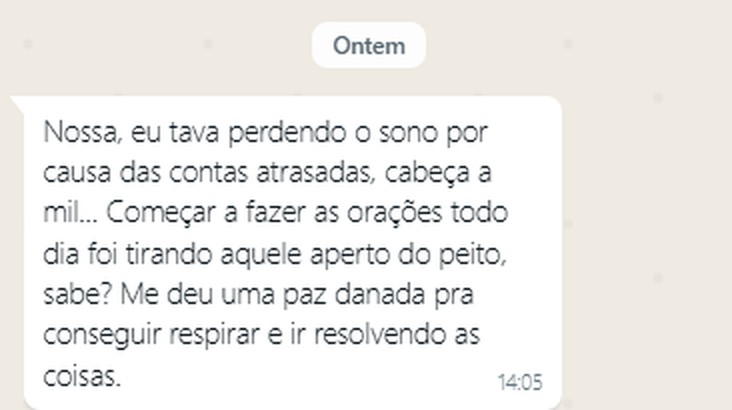 Ontem
Nossa, eu tava perdendo o sono por
causa das contas atrasadas, cabeça a
mil... Começar a fazer as orações todo
dia foi tirando aquele aperto do peito,
sabe? Me deu uma paz danada pra
conseguir respirar e ir resolvendo as
coisas.
14:05